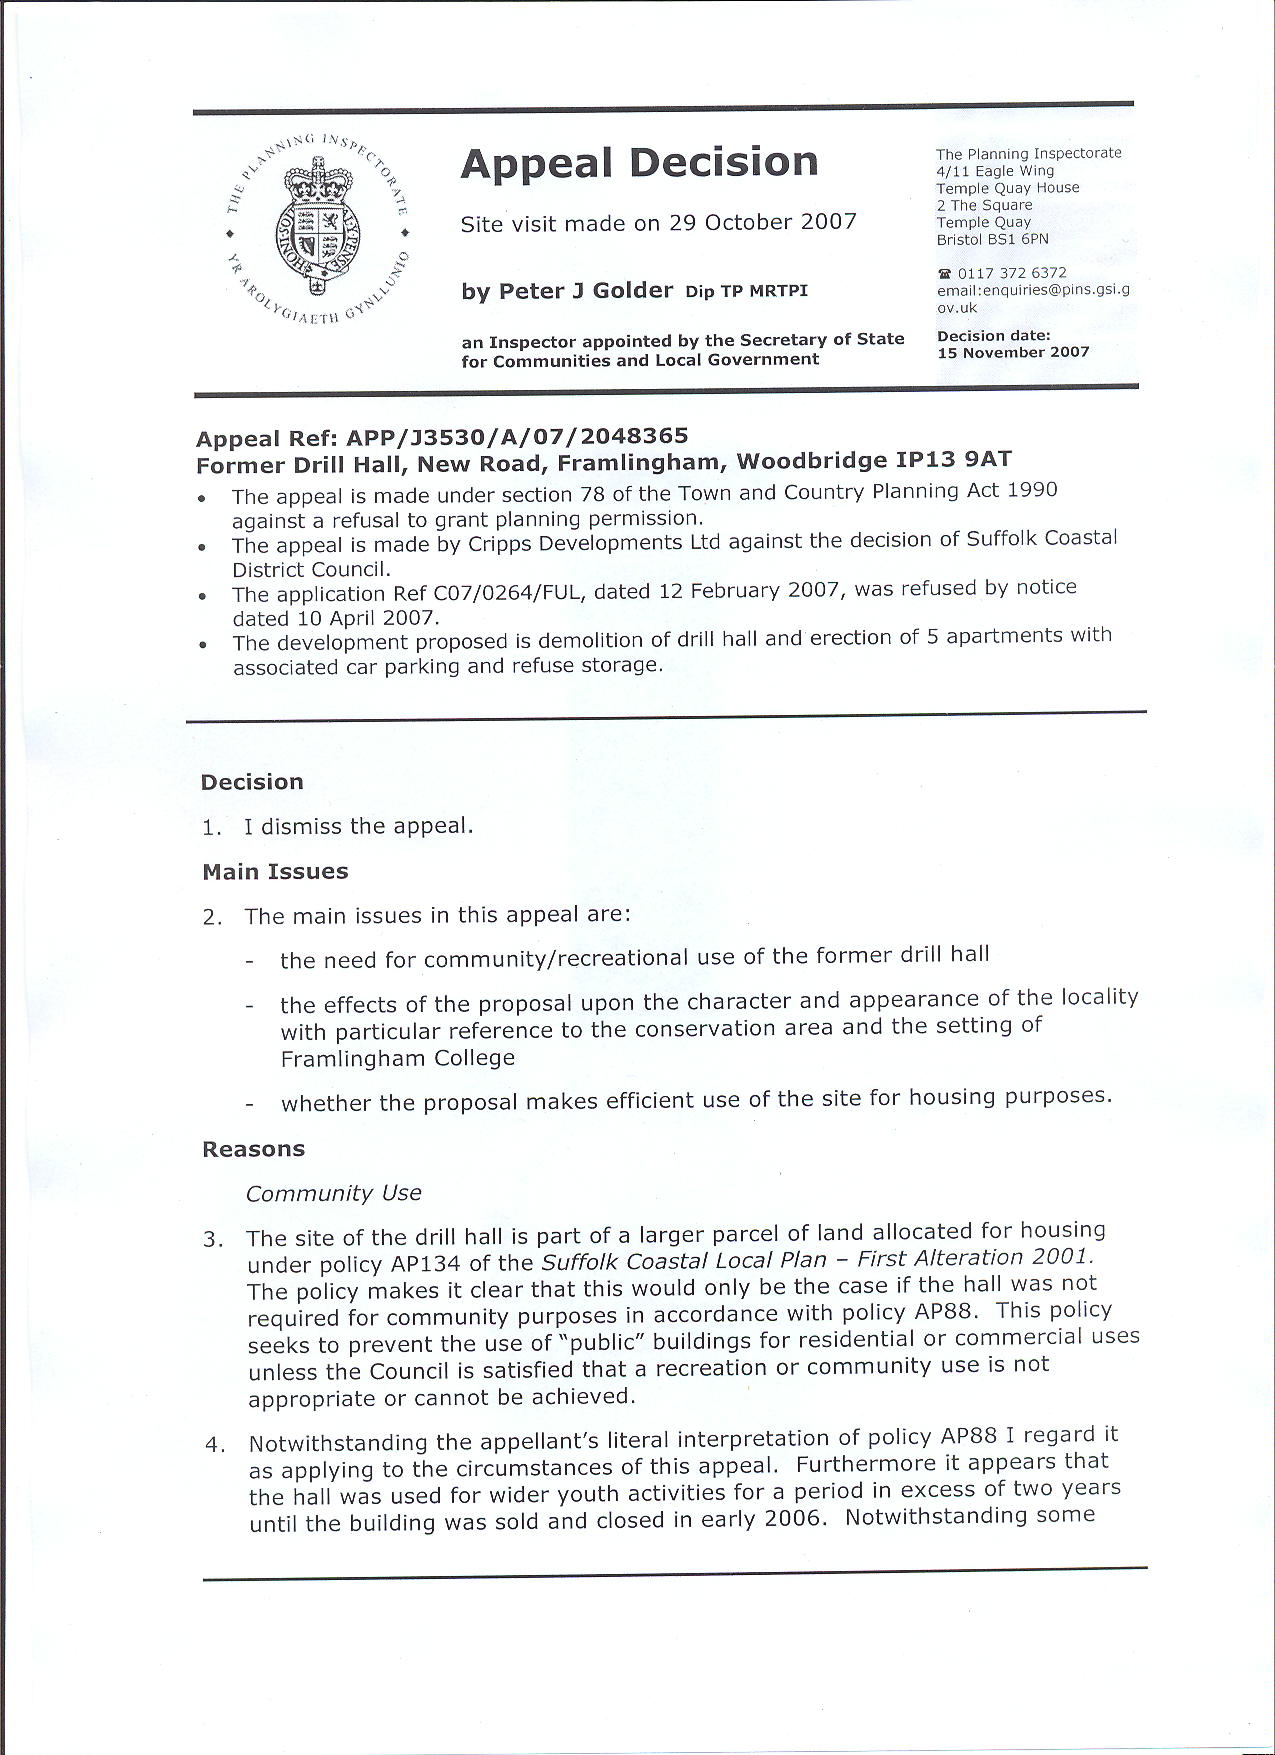 THE PLANNING INSPECTORATE
YR AROLYGIAETH GYNLLUNIO
HONI·SOI
AL·Y·PENSE
Appeal Decision
Site visit made on 29 October 2007
by Peter J Golder Dip TP MRTPI
an Inspector appointed by the Secretary of State
for Communities and Local Government
The Planning Inspectorate
4/11 Eagle Wing
Temple Quay House
2 The Square
Temple Quay
Bristol BS1 6PN
☎ 0117 372 6372
email:enquiries@pins.gsi.g
ov.uk
Decision date:
15 November 2007
Appeal Ref: APP/J3530/A/07/2048365
Former Drill Hall, New Road, Framlingham, Woodbridge IP13 9AT
• The appeal is made under section 78 of the Town and Country Planning Act 1990
against a refusal to grant planning permission.
• The appeal is made by Cripps Developments Ltd against the decision of Suffolk Coastal
District Council.
• The application Ref C07/0264/FUL, dated 12 February 2007, was refused by notice
dated 10 April 2007.
• The development proposed is demolition of drill hall and erection of 5 apartments with
associated car parking and refuse storage.
Decision
1. I dismiss the appeal.
Main Issues
2. The main issues in this appeal are:
- the need for community/recreational use of the former drill hall
- the effects of the proposal upon the character and appearance of the locality
with particular reference to the conservation area and the setting of
Framlingham College
- whether the proposal makes efficient use of the site for housing purposes.
Reasons
Community Use
3. The site of the drill hall is part of a larger parcel of land allocated for housing
under policy AP134 of the Suffolk Coastal Local Plan – First Alteration 2001.
The policy makes it clear that this would only be the case if the hall was not
required for community purposes in accordance with policy AP88. This policy
seeks to prevent the use of “public” buildings for residential or commercial uses
unless the Council is satisfied that a recreation or community use is not
appropriate or cannot be achieved.
4. Notwithstanding the appellant’s literal interpretation of policy AP88 I regard it
as applying to the circumstances of this appeal. Furthermore it appears that
the hall was used for wider youth activities for a period in excess of two years
until the building was sold and closed in early 2006. Notwithstanding some